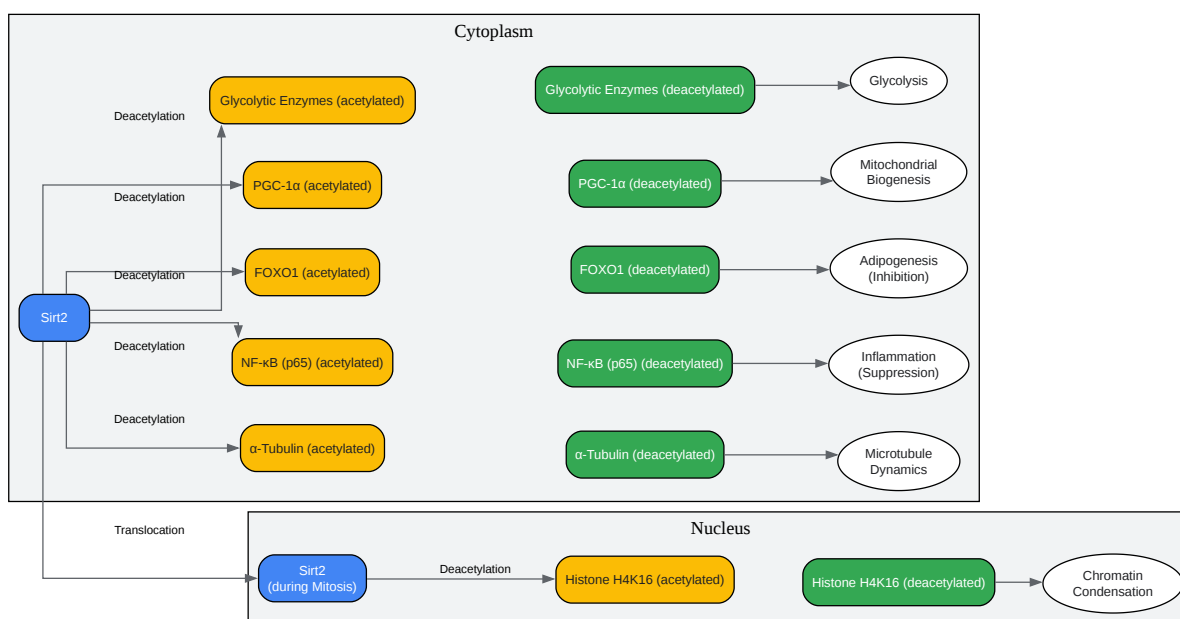 Cytoplasm
Glycolytic Enzymes (acetylated)
Glycolytic Enzymes (deacetylated)
Glycolysis
Deacetylation
PGC-1α (acetylated)
PGC-1α (deacetylated)
Mitochondrial
Biogenesis
Deacetylation
FOXO1 (acetylated)
FOXO1 (deacetylated)
Adipogenesis
(Inhibition)
Deacetylation
Sirt2
Deacetylation
NF-κB (p65) (acetylated)
NF-κB (p65) (deacetylated)
Inflammation
(Suppression)
Deacetylation
α-Tubulin (acetylated)
α-Tubulin (deacetylated)
Microtubule
Dynamics
Translocation
Nucleus
Sirt2
(during Mitosis)
Deacetylation
Histone H4K16 (acetylated)
Histone H4K16 (deacetylated)
Chromatin
Condensation